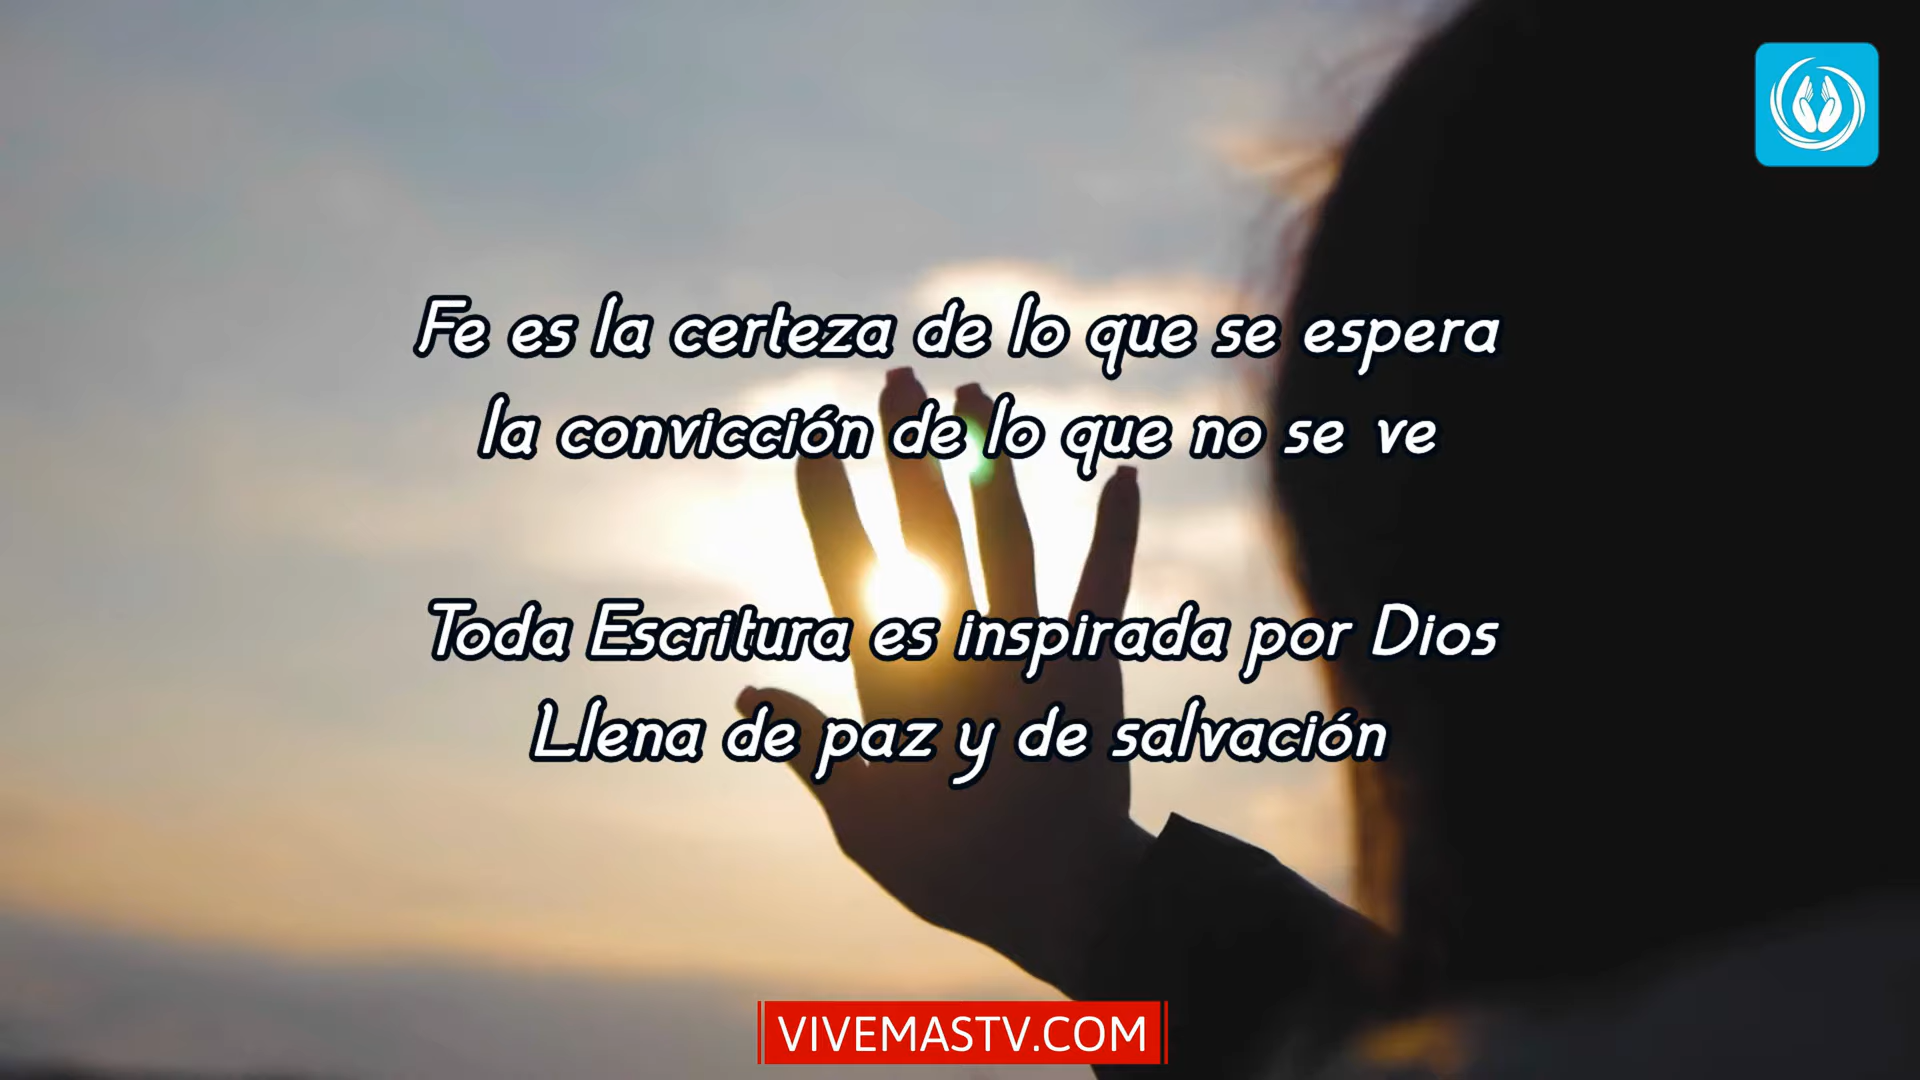 Fe es la certeza de lo que se espera
la convicción de lo que no se ve
Toda Escritura es inspirada por Dios
Llena de paz y de salvación
VIVEMASTV.COM